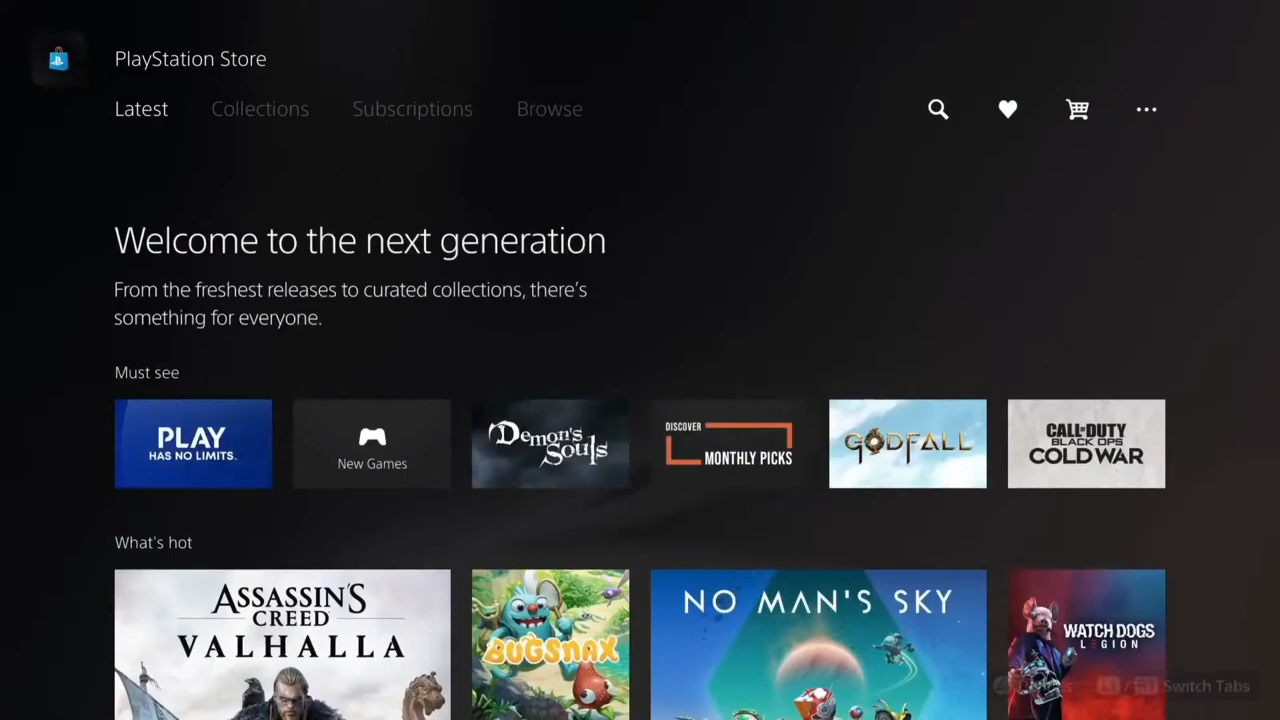 PlayStation Store
Latest Collections Subscriptions Browse
Welcome to the next generation
From the freshest releases to curated collections, there's
something for everyone.
Must see
PLAY
HAS NO LIMITS™
New Games
Demon's
Souls
DISCOVER
MONTHLY PICKS
GODFALL
CALL OF DUTY
BLACK OPS
COLD WAR
What's hot
ASSASSIN'S
CREED
VALHALLA
BUGSNAX
NO MAN'S SKY
WATCH DOGS
LEGION
Switch Tabs